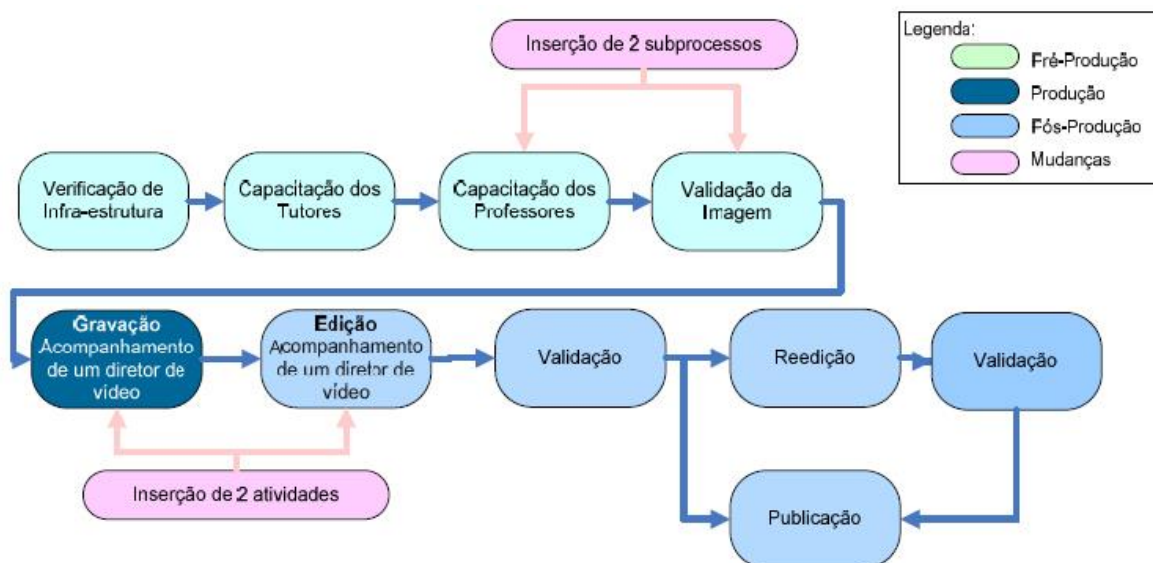 Inserção de 2 subprocessos
Legenda:
Fré-Produção
Produção
Fós-Produção
Mudanças
Verificação de
Infra-estrutura
Capacitação dos
Tutores
Capacitação dos
Professores
Validação da
Imagem
Gravação
Acompanhamento
de um diretor de
vídeo
Edição
Acompanhamento
de um diretor de
vídeo
Validação
Reedição
Validação
Inserção de 2 atividades
Publicação